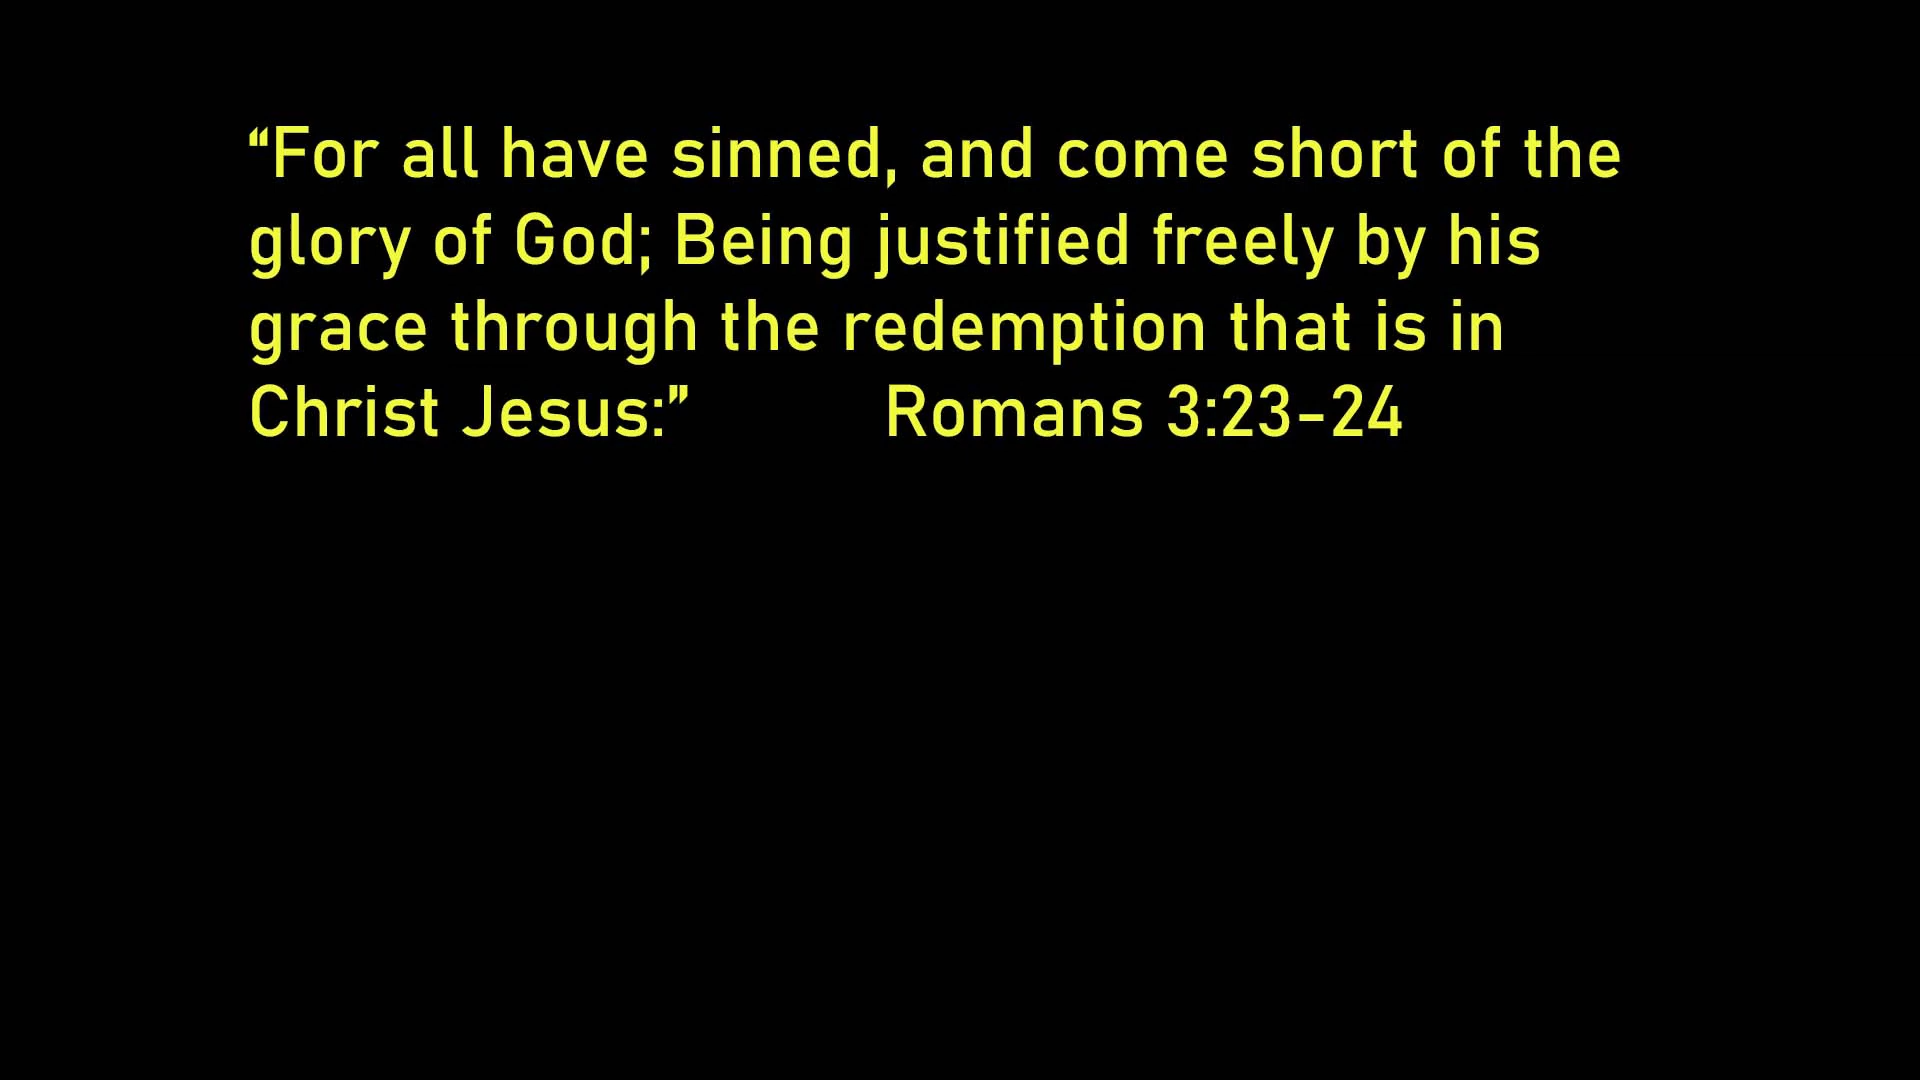 “For all have sinned, and come short of the
glory of God; Being justified freely by his
grace through the redemption that is in
Christ Jesus:” Romans 3:23-24